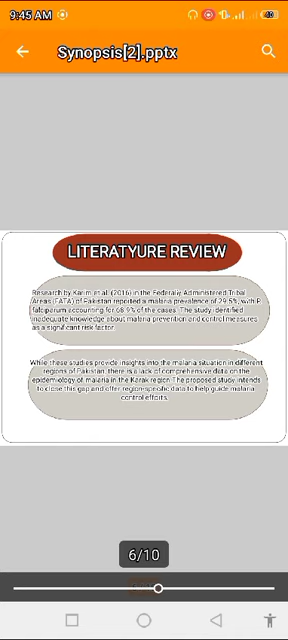 9:45 AM
40
Synopsis[2].pptx
LITERATYURE REVIEW
Research by Karim et al. (2016) in the Federally Administered Tribal
Areas (FATA) of Pakistan reported a malaria prevalence of 29.5%, with P.
falciparum accounting for 68.9% of the cases. The study identified
inadequate knowledge about malaria prevention and control measures
as a significant risk factor.
While these studies provide insights into the malaria situation in different
regions of Pakistan, there is a lack of comprehensive data on the
epidemiology of malaria in the Karak region. The proposed study intends
to close this gap and offer region-specific data to help guide malaria
control efforts.
6/10